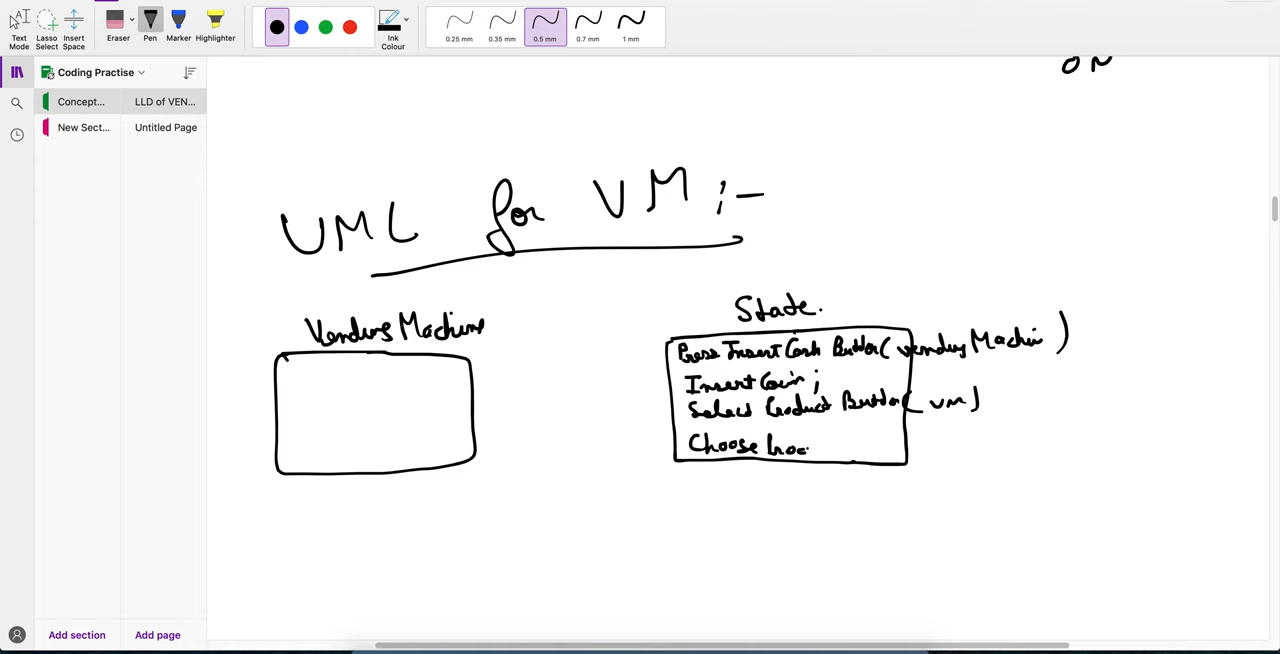 Text
Mode
Lasso
Select
Insert
Space
Eraser
Pen
Marker
Highlighter
Ink
Colour
0.25 mm
0.35 mm
0.5 mm
0.7 mm
1 mm
Coding Practise
Concept...
LLD of VEN...
New Sect...
Untitled Page
ON
UML for VM :-
Vending Machine
State.
Press Insert Cash Button( vending Machin )
Insert Coin ;
Select Product Button( VM)
Choose Proc
Add section
Add page